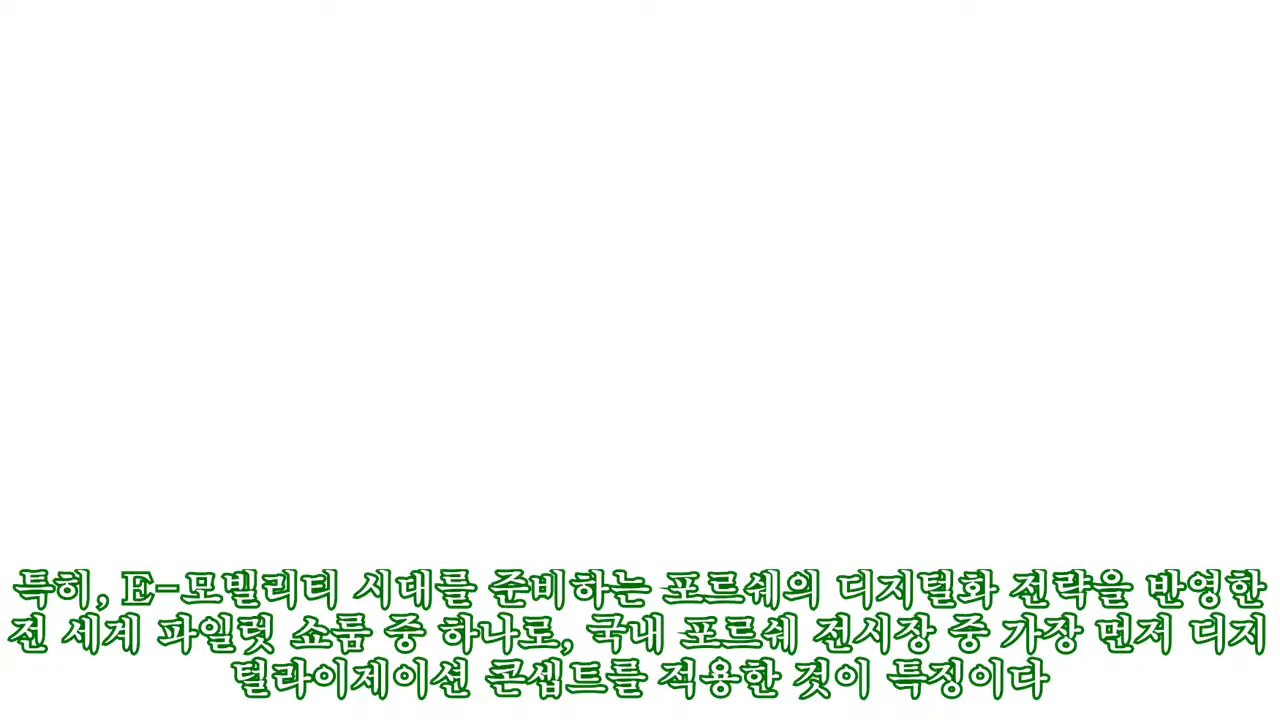 특히, E-모빌리티 시대를 준비하는 포르쉐의 디지털화 전략을 반영한
전 세계 파일럿 쇼룸 중 하나로, 국내 포르쉐 전시장 중 가장 먼저 디지
털라이제이션 콘셉트를 적용한 것이 특징이다